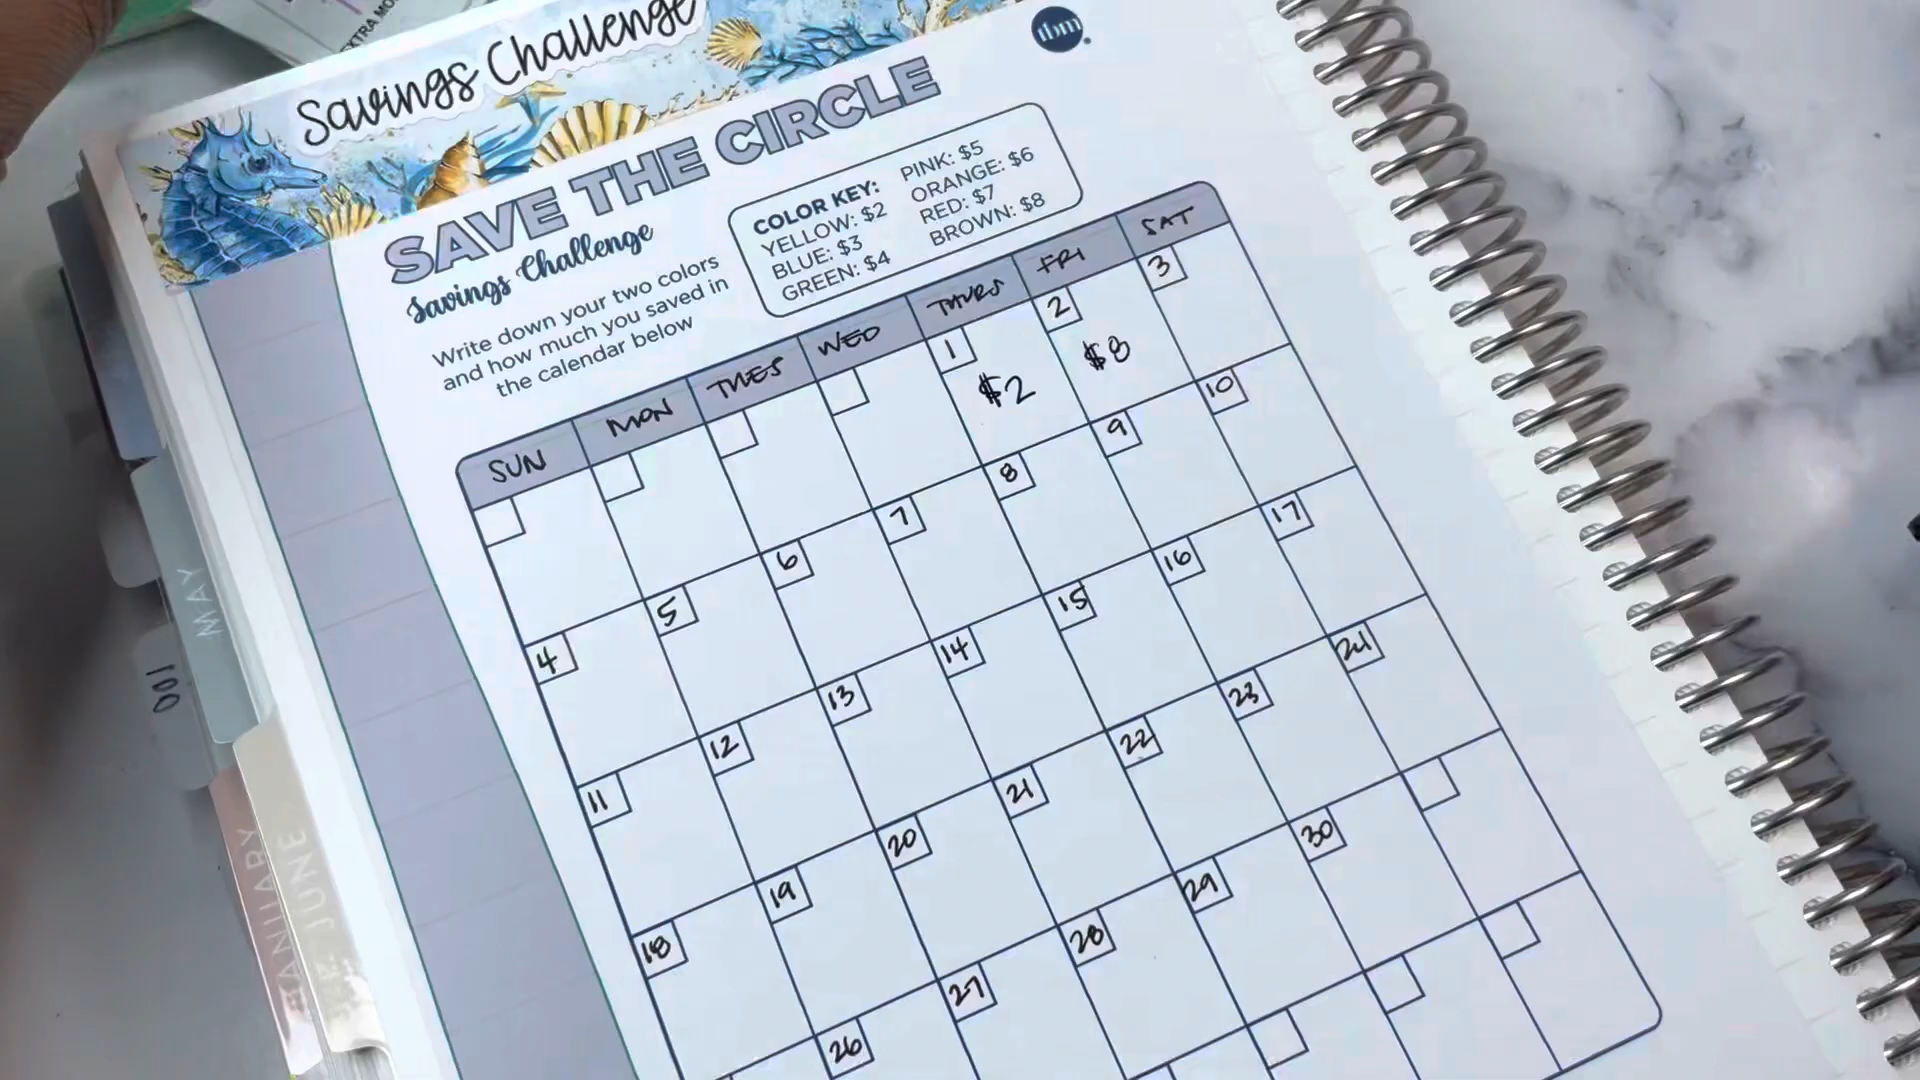 EXTRA MO
Savings Challenge
ibm
SAVE THE CIRCLE
Savings Challenge
Write down your two colors
and how much you saved in
the calendar below
COLOR KEY:
YELLOW: $2
BLUE: $3
GREEN: $4
PINK: $5
ORANGE: $6
RED: $7
BROWN: $8
SUN MON TUES WED THURS FRI SAT
1 2 3
$2 $8
4 5 6 7 8 9 10
11 12 13 14 15 16 17
18 19 20 21 22 23 24
26 27 28 29 30
MAY
100
JANUARY
JUNE